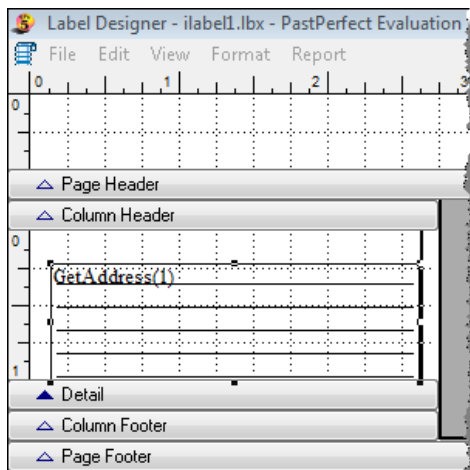 Label Designer - ilabel1.lbx - PastPerfect Evaluation
File Edit View Format Report
0 1 2 3
0
Page Header
Column Header
0
GetAddress(1)
1
Detail
Column Footer
Page Footer